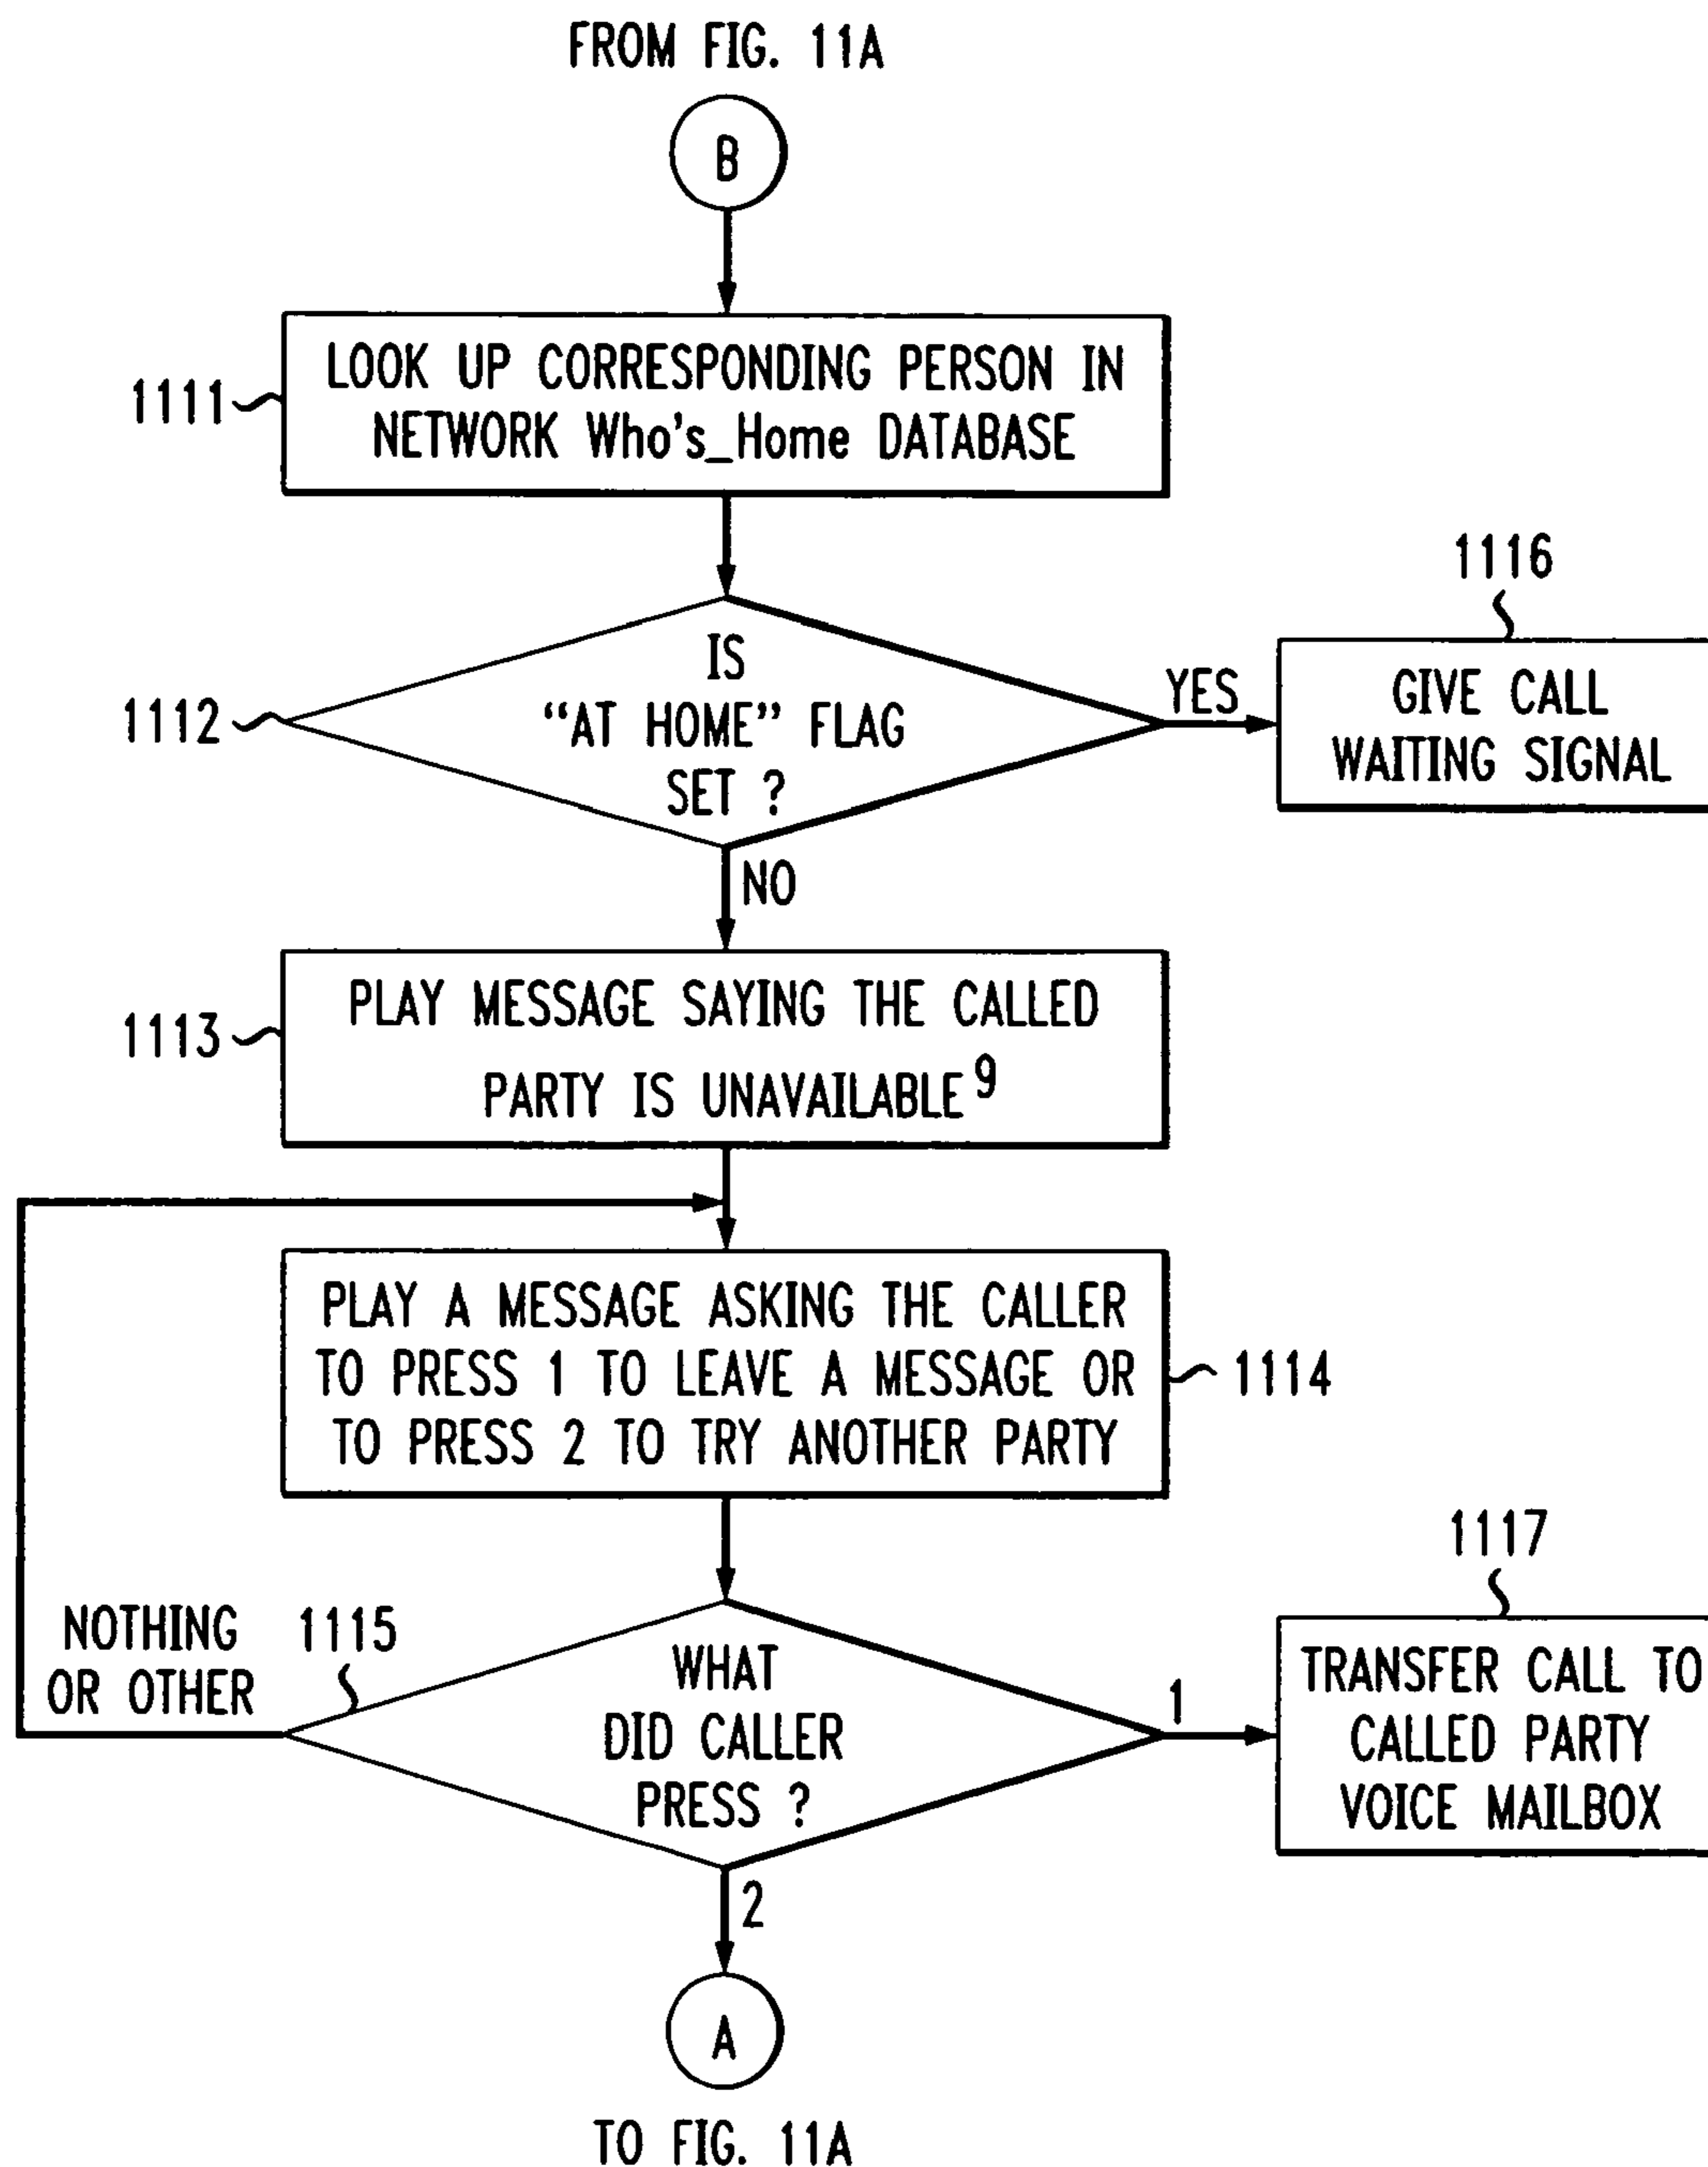 FROM FIG. 11A
B
LOOK UP CORRESPONDING PERSON IN
NETWORK Who's_Home DATABASE
1111
1116
IS
“AT HOME” FLAG
SET ?
1112
YES
GIVE CALL
WAITING SIGNAL
NO
PLAY MESSAGE SAYING THE CALLED
PARTY IS UNAVAILABLE 9
1113
PLAY A MESSAGE ASKING THE CALLER
TO PRESS 1 TO LEAVE A MESSAGE OR
TO PRESS 2 TO TRY ANOTHER PARTY
1114
1117
NOTHING
OR OTHER
1115
WHAT
DID CALLER
PRESS ?
1
TRANSFER CALL TO
CALLED PARTY
VOICE MAILBOX
2
A
TO FIG. 11A